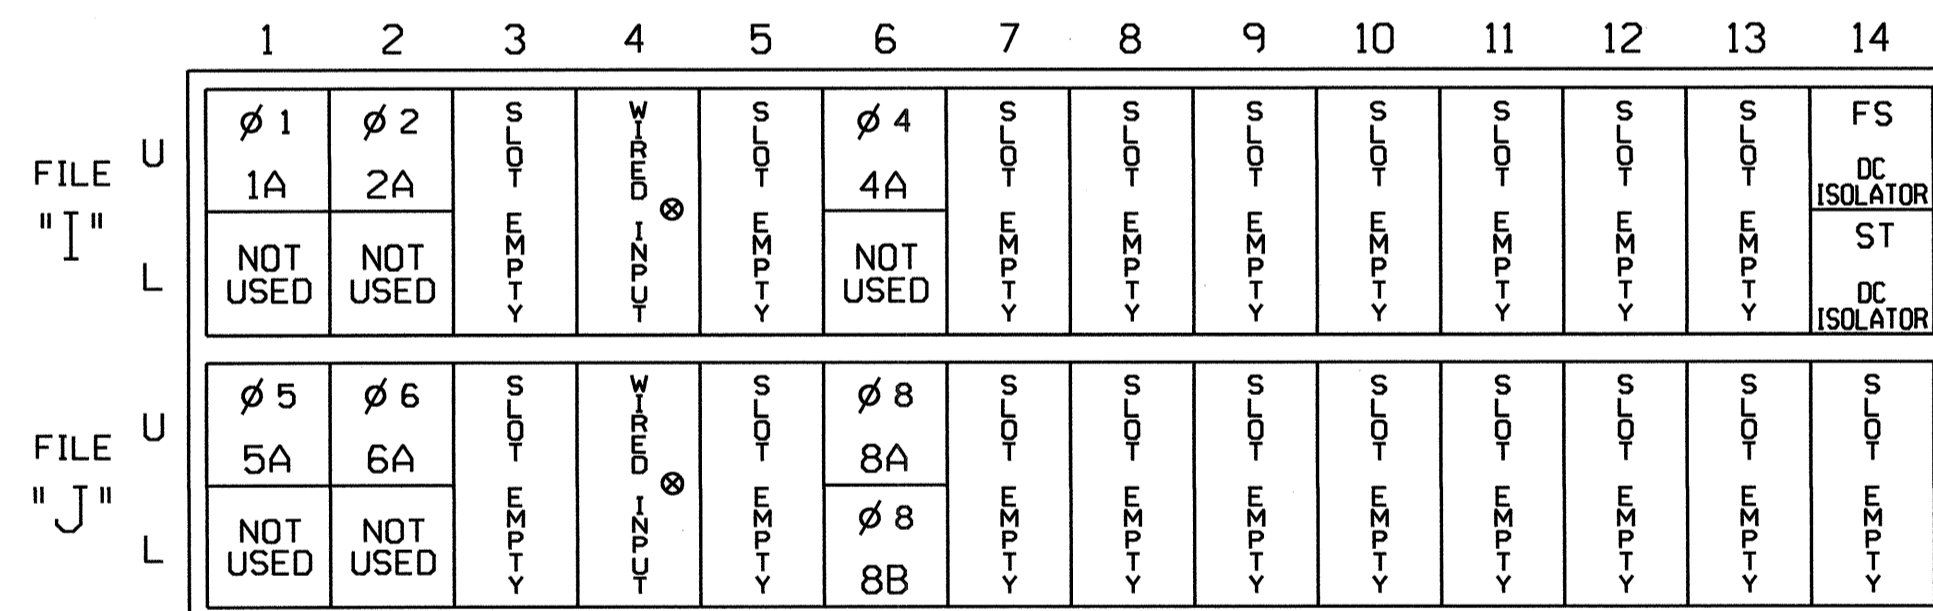 1 2 3 4 5 6 7 8 9 10 11 12 13 14
FILE "I"
U
L
Ø 1
1A
NOT USED
Ø 2
2A
NOT USED
SLOT EMPTY
WIRED INPUT
⊗
SLOT EMPTY
Ø 4
4A
NOT USED
SLOT EMPTY
SLOT EMPTY
SLOT EMPTY
SLOT EMPTY
SLOT EMPTY
SLOT EMPTY
SLOT EMPTY
FS
DC
ISOLATOR
ST
DC
ISOLATOR
FILE "J"
U
L
Ø 5
5A
NOT USED
Ø 6
6A
NOT USED
SLOT EMPTY
WIRED INPUT
⊗
SLOT EMPTY
Ø 8
8A
Ø 8
8B
SLOT EMPTY
SLOT EMPTY
SLOT EMPTY
SLOT EMPTY
SLOT EMPTY
SLOT EMPTY
SLOT EMPTY
SLOT EMPTY